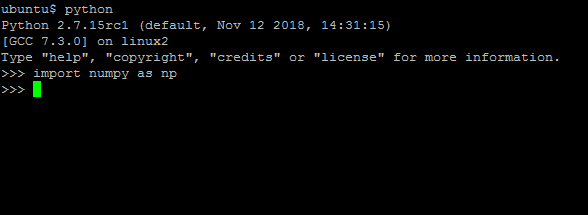 ubuntu$ python
Python 2.7.15rc1 (default, Nov 12 2018, 14:31:15)
[GCC 7.3.0] on linux2
Type "help", "copyright", "credits" or "license" for more information.
>>> import numpy as np
>>>